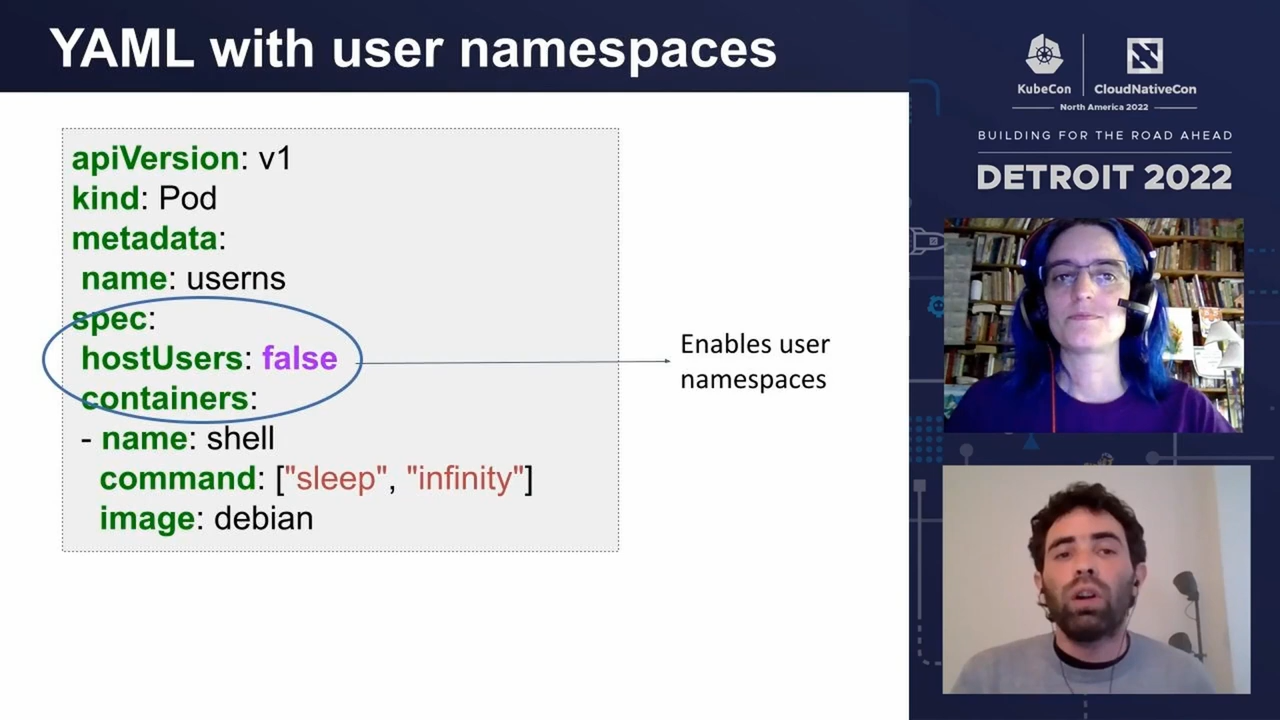 YAML with user namespaces
apiVersion: v1
kind: Pod
metadata:
name: userns
spec:
hostUsers: false
containers:
- name: shell
command: ["sleep", "infinity"]
image: debian
Enables user
namespaces
KubeCon
CloudNativeCon
North America 2022
BUILDING FOR THE ROAD AHEAD
DETROIT 2022